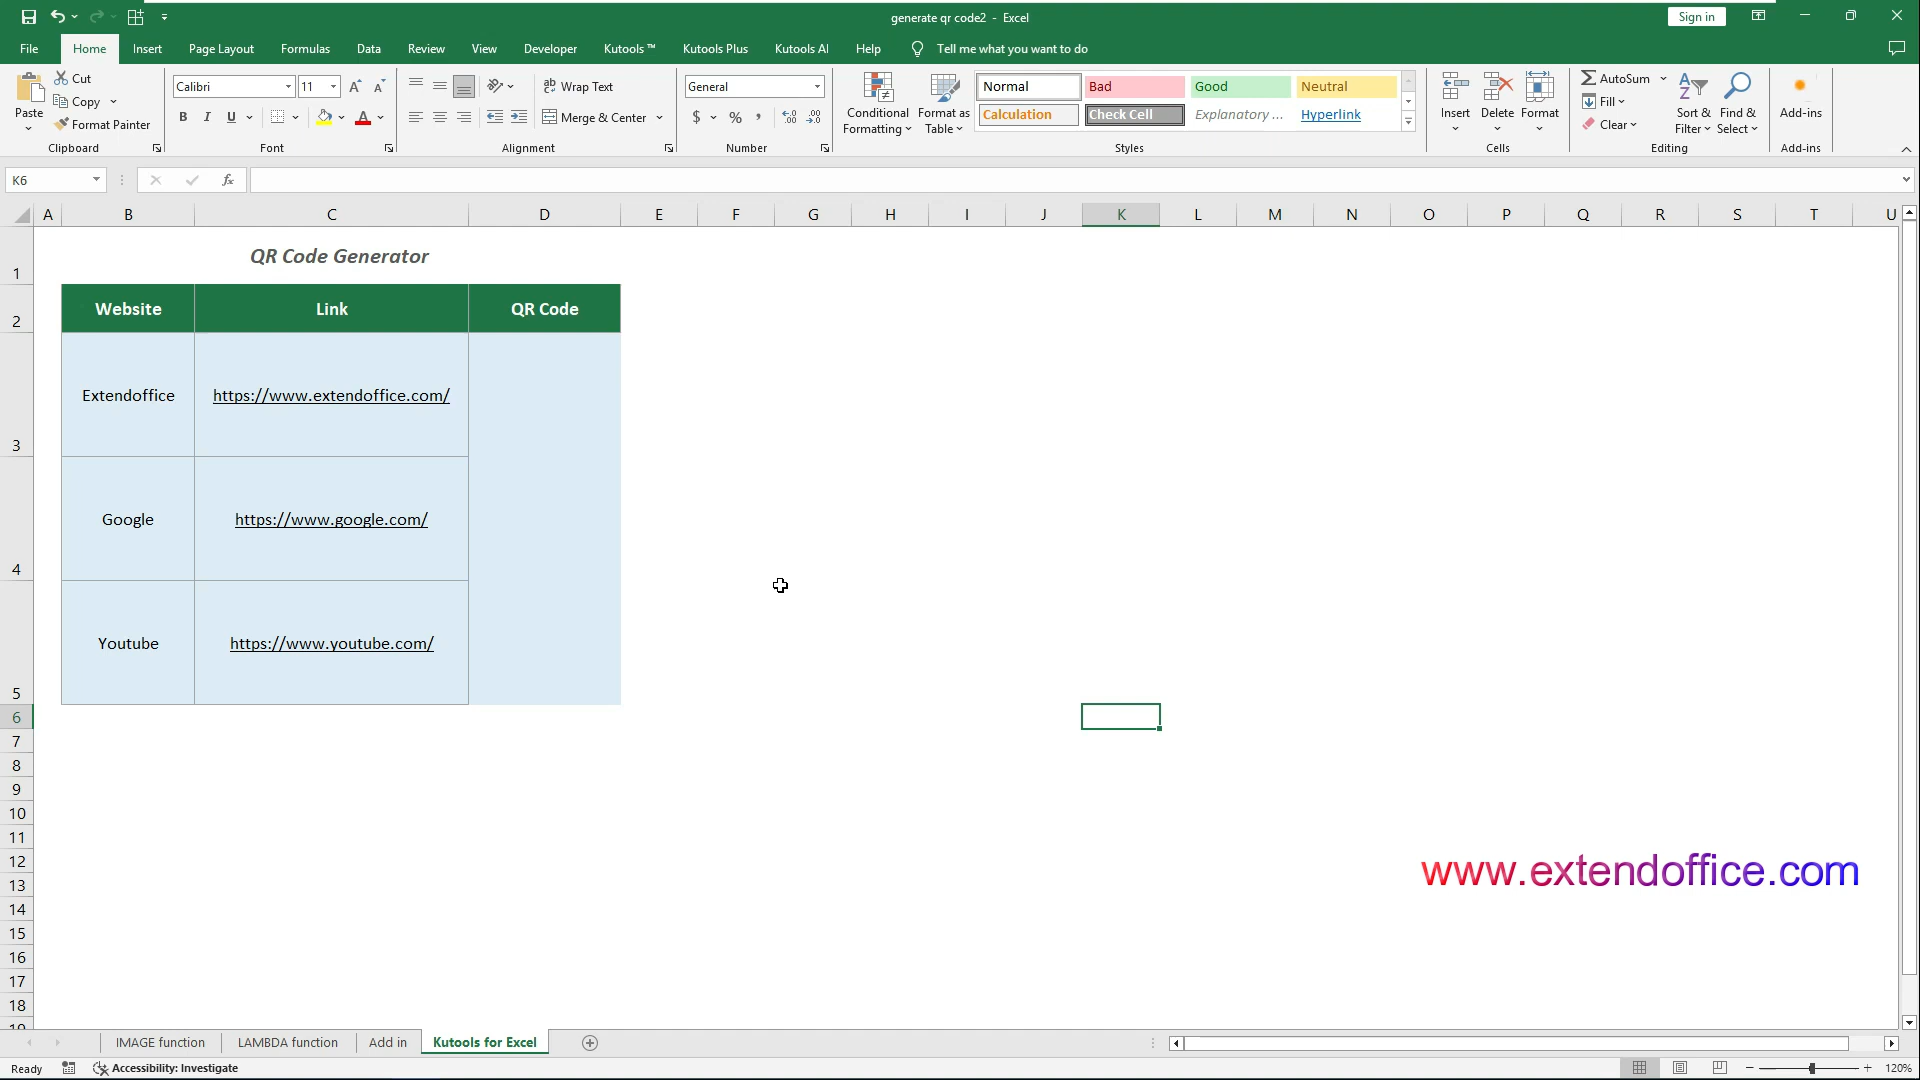 generate qr code2 - Excel
Sign in
File Home Insert Page Layout Formulas Data Review View Developer Kutools ™ Kutools Plus Kutools AI Help Tell me what you want to do
Paste
Cut
Copy
Format Painter
Clipboard
Calibri 11
B I U
Font
Wrap Text
Merge & Center
Alignment
General
$ %
Number
Conditional Formatting
Format as Table
Normal Bad Good Neutral
Calculation Check Cell Explanatory ... Hyperlink
Styles
Insert Delete Format
Cells
AutoSum
Fill
Clear
Sort & Filter
Find & Select
Editing
Add-ins
Add-ins
K6
fx
A B C D E F G H I J K L M N O P Q R S T U
1
QR Code Generator
2
Website Link QR Code
3
Extendoffice https://www.extendoffice.com/
4
Google https://www.google.com/
5
Youtube https://www.youtube.com/
6
7
8
9
10
11
12
13
14
15
16
17
18
19
www.extendoffice.com
IMAGE function LAMBDA function Add in Kutools for Excel
Ready Accessibility: Investigate 120%